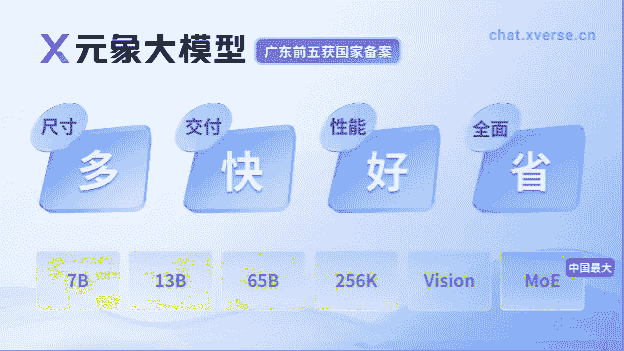 X元象大模型 广东前五获国家备案 chat.xverse.cn
尺寸 交付 性能 全面
多 快 好 省
7B 13B 65B 256K Vision MoE 中国最大